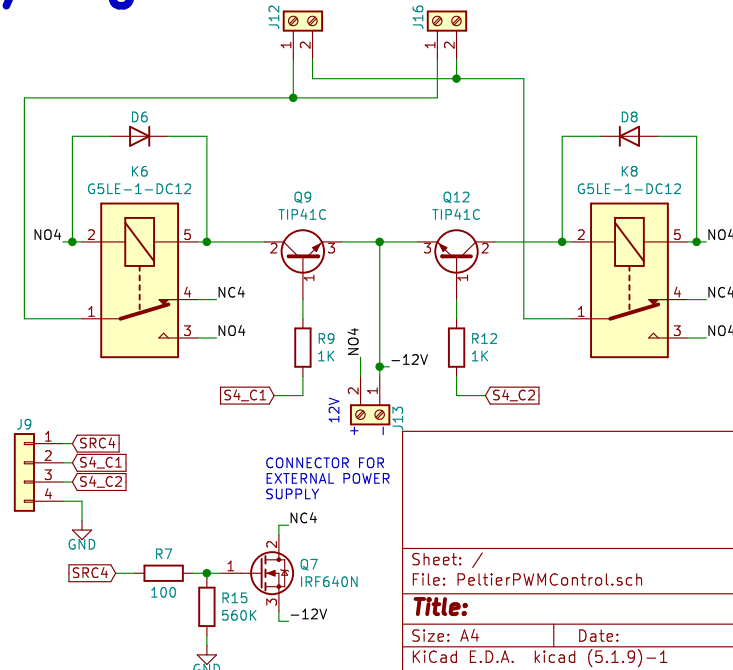 J12
J16
1
2
1
2
D6
D8
K6
G5LE-1-DC12
K8
G5LE-1-DC12
Q9
TIP41C
Q12
TIP41C
NO4
2
5
2
3
3
2
2
5
NO4
1
1
1
4
NC4
4
NC4
1
3
NO4
3
NO4
R9
1K
NO4
R12
1K
-12V
S4_C1
S4_C2
2
1
12V
+
-
J13
J9
1
SRC4
2
S4_C1
3
S4_C2
4
GND
CONNECTOR FOR
EXTERNAL POWER
SUPPLY
NC4
SRC4
R7
100
1
2
3
Q7
IRF640N
R15
560K
-12V
GND
Sheet: /
File: PeltierPWMControl.sch
Title:
Size: A4
Date:
KiCad E.D.A. kicad (5.1.9)-1